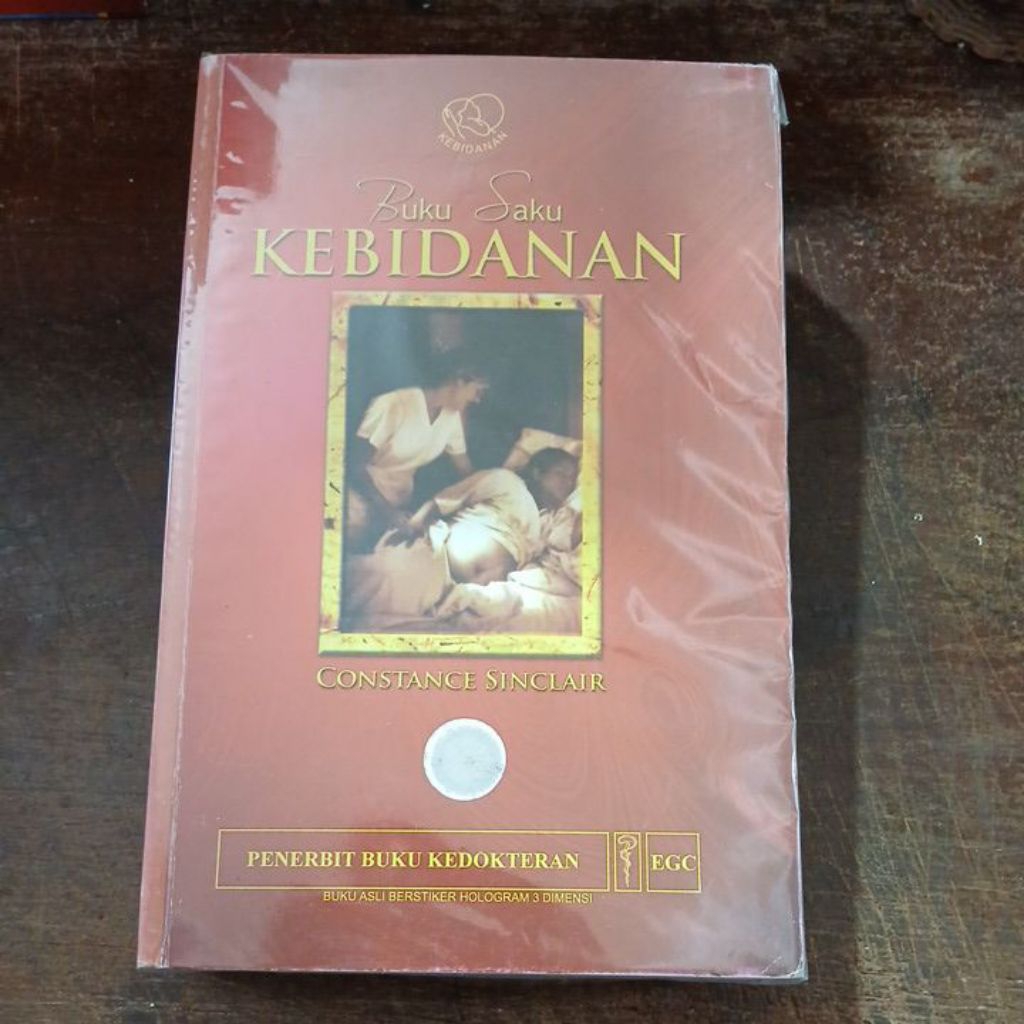 KEBIDANAN
Buku Saku
KEBIDANAN
CONSTANCE SINCLAIR
PENERBIT BUKU KEDOKTERAN EGC
BUKU ASLI BERSTIKER HOLOGRAM 3 DIMENSI